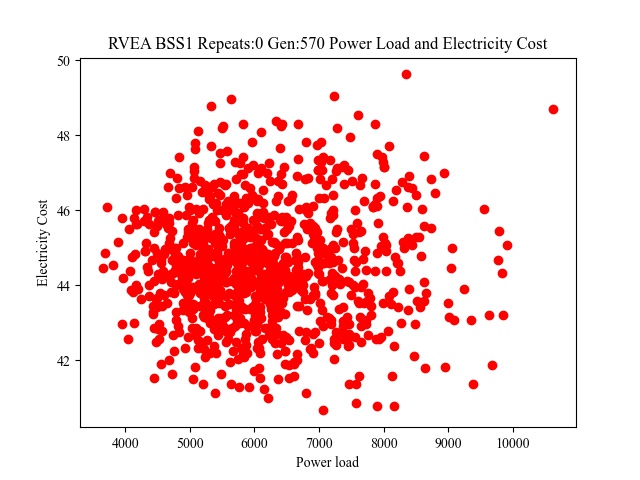 RVEA BSS1 Repeats:0 Gen:570 Power Load and Electricity Cost
50
48
46
44
42
Electricity Cost
4000 5000 6000 7000 8000 9000 10000
Power load